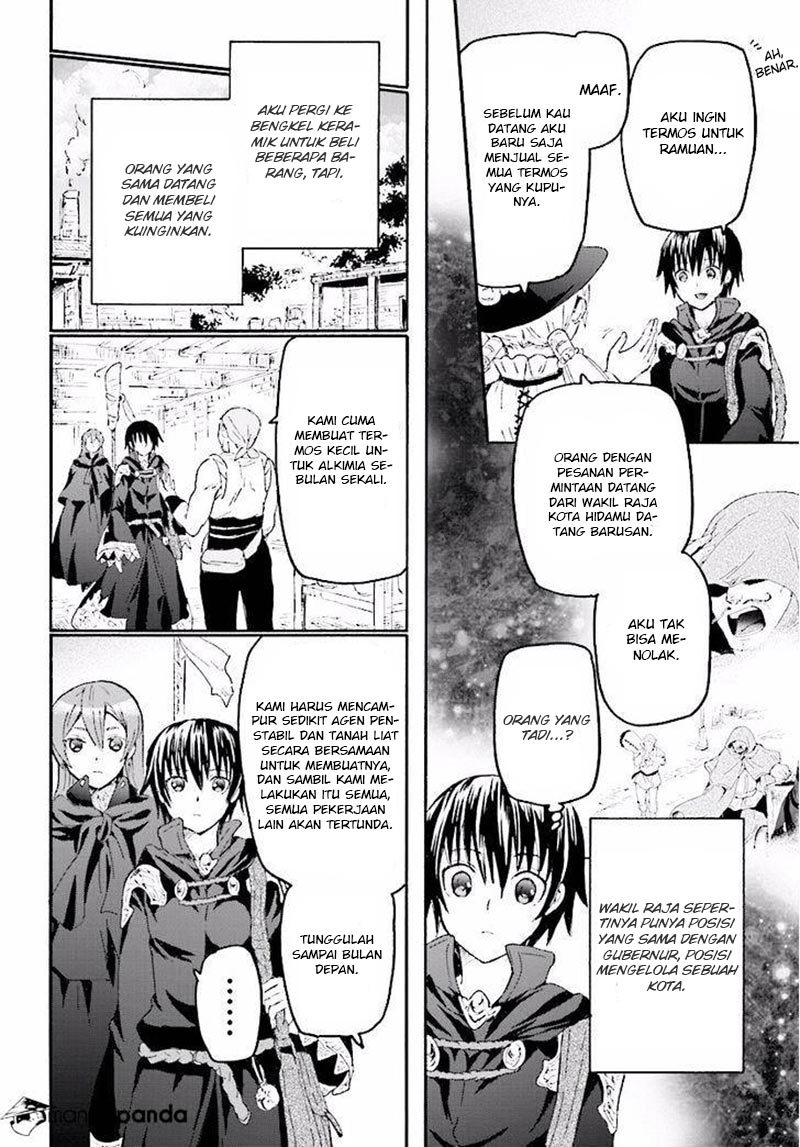 AH,
BENAR.
AKU INGIN
TERMOS UNTUK
RAMUAN...
MAAF.
SEBELUM KAU
DATANG AKU
BARU SAJA
MENJUAL SE-
MUA TERMOS
YANG KUPU-
NYA.
ORANG DENGAN
PESANAN PER-
MINTAAN DATANG
DARI WAKIL RAJA
KOTA HIDAMU DA-
TANG BARUSAN.
AKU TAK
BISA ME-
NOLAK.
ORANG YANG
TADI...?
WAKIL RAJA SEPER-
TINYA PUNYA POSISI
YANG SAMA DENGAN
GUBERNUR, POSISI
MENGELOLA SEBUAH
KOTA.
AKU PERGI KE
BENGKEL KERA-
MIK UNTUK BELI
BEBERAPA BA-
RANG, TAPI.
ORANG YANG
SAMA DATANG
DAN MEMBELI
SEMUA YANG
KUINGINKAN.
KAMI CUMA
MEMBUAT TER-
MOS KECIL UN-
TUK ALKIMIA SE-
BULAN SEKALI.
KAMI HARUS MENCAM-
PUR SEDIKIT AGEN PEN-
STABIL DAN TANAH LIAT
SECARA BERSAMAAN
UNTUK MEMBUATNYA,
DAN SAMBIL KAMI ME-
LAKUKAN ITU SEMUA,
SEMUA PEKERJAAN
LAIN AKAN TERTUNDA.
TUNGGULAH
SAMPAI BULAN
DEPAN.
.....
panda